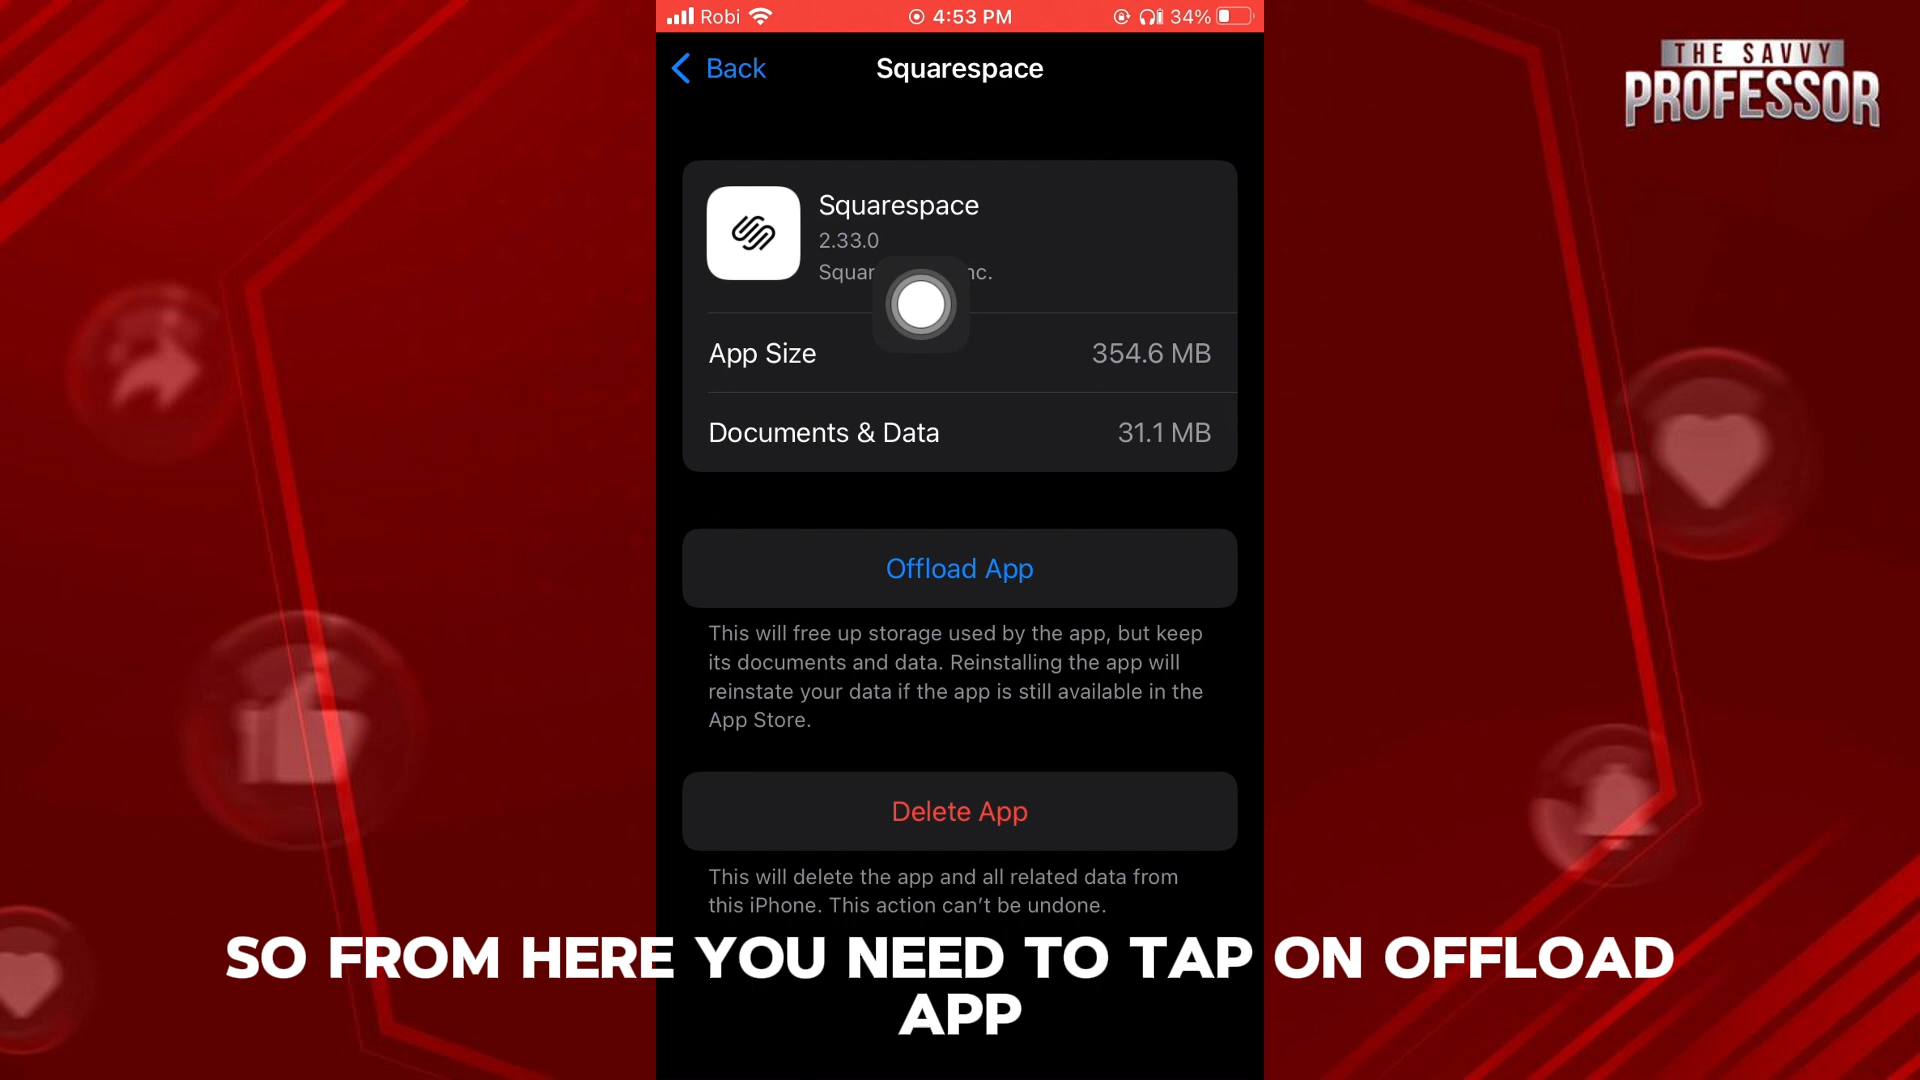 Robi
4:53 PM
34%
Back
Squarespace
THE SAVVY
PROFESSOR
Squarespace
2.33.0
App Size
354.6 MB
Documents & Data
31.1 MB
Offload App
This will free up storage used by the app, but keep
its documents and data. Reinstalling the app will
reinstate your data if the app is still available in the
App Store.
Delete App
This will delete the app and all related data from
this iPhone. This action can't be undone.
SO FROM HERE YOU NEED TO TAP ON OFFLOAD
APP